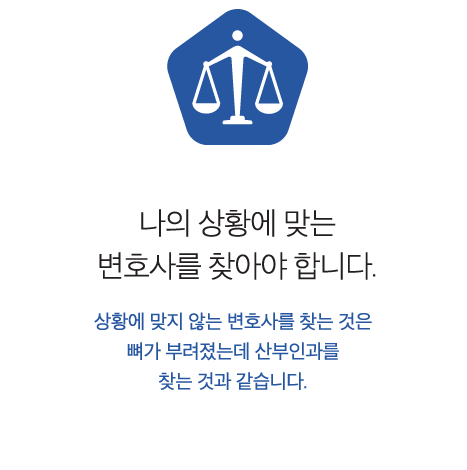 나의 상황에 맞는
변호사를 찾아야 합니다.
상황에 맞지 않는 변호사를 찾는 것은
뼈가 부려졌는데 산부인과를
찾는 것과 같습니다.